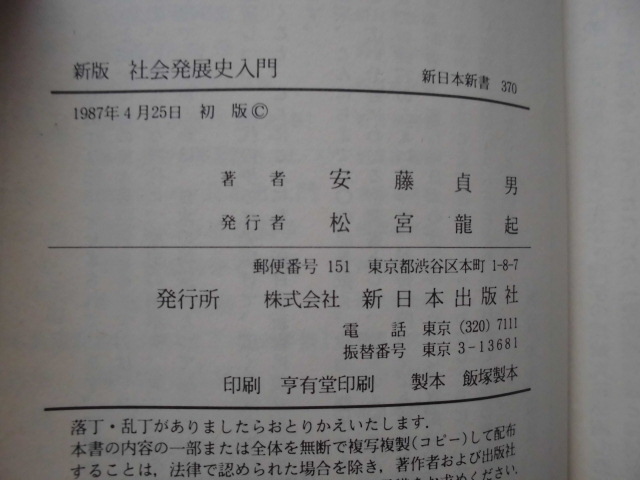 新版 社会発展史入門 新日本新書 370
1987年4月25日 初 版 ©
著 者 安 藤 貞 男
発行者 松 宮 龍 起
郵便番号 151 東京都渋谷区本町 1-8-7
発行所 株式会社 新日本出版社
電 話 東京 (320) 7111
振替番号 東京 3-13681
印刷 亨有堂印刷 製本 飯塚製本
落丁・乱丁がありましたらおとりかえいたします.
本書の内容の一部または全体を無断で複写複製(コピー)して配布
することは, 法律で認められた場合を除き, 著作者および出版社